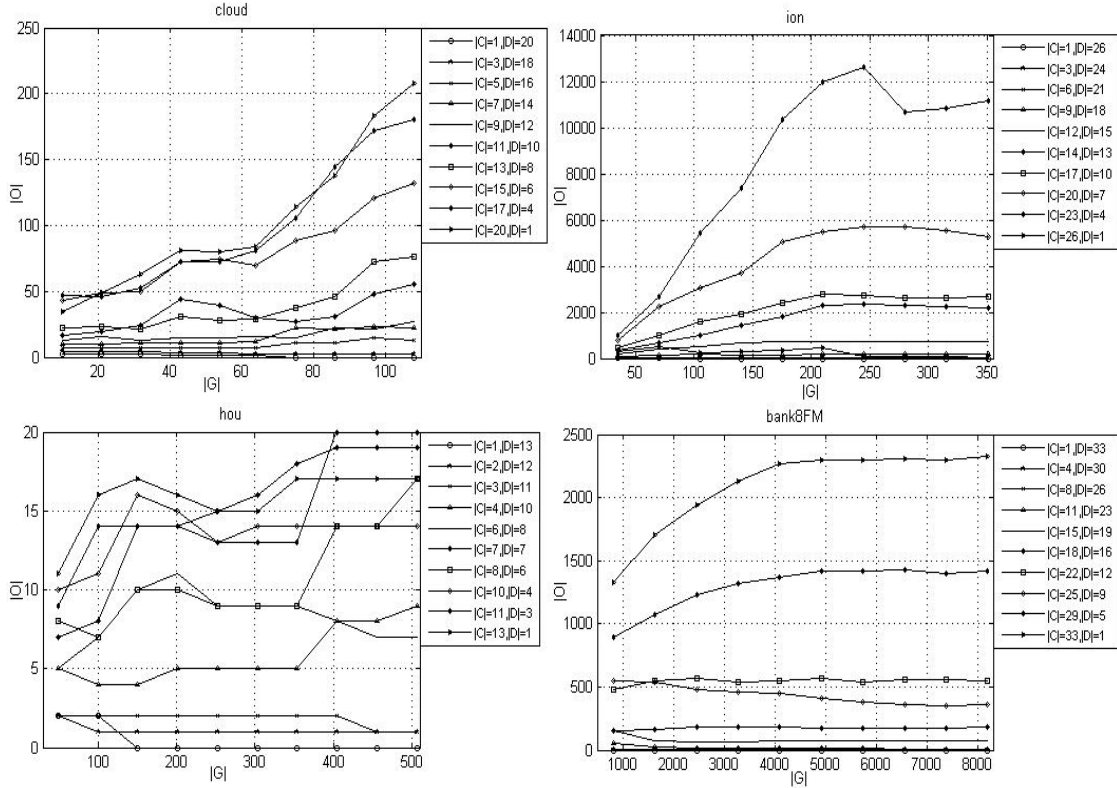 cloud
250
200
150
100
50
0
|O|
20
40
60
80
100
|G|
|C|=1,|D|=20
|C|=3,|D|=18
|C|=5,|D|=16
|C|=7,|D|=14
|C|=9,|D|=12
|C|=11,|D|=10
|C|=13,|D|=8
|C|=15,|D|=6
|C|=17,|D|=4
|C|=20,|D|=1
ion
14000
12000
10000
8000
6000
4000
2000
0
|O|
50
100
150
200
250
300
350
|G|
|C|=1,|D|=26
|C|=3,|D|=24
|C|=6,|D|=21
|C|=9,|D|=18
|C|=12,|D|=15
|C|=14,|D|=13
|C|=17,|D|=10
|C|=20,|D|=7
|C|=23,|D|=4
|C|=26,|D|=1
hou
20
15
10
5
0
|O|
100
200
300
400
500
|G|
|C|=1,|D|=13
|C|=2,|D|=12
|C|=3,|D|=11
|C|=4,|D|=10
|C|=6,|D|=8
|C|=7,|D|=7
|C|=8,|D|=6
|C|=10,|D|=4
|C|=11,|D|=3
|C|=13,|D|=1
bank8FM
2500
2000
1500
1000
500
0
|O|
1000
2000
3000
4000
5000
6000
7000
8000
|G|
|C|=1,|D|=33
|C|=4,|D|=30
|C|=8,|D|=26
|C|=11,|D|=23
|C|=15,|D|=19
|C|=18,|D|=16
|C|=22,|D|=12
|C|=25,|D|=9
|C|=29,|D|=5
|C|=33,|D|=1